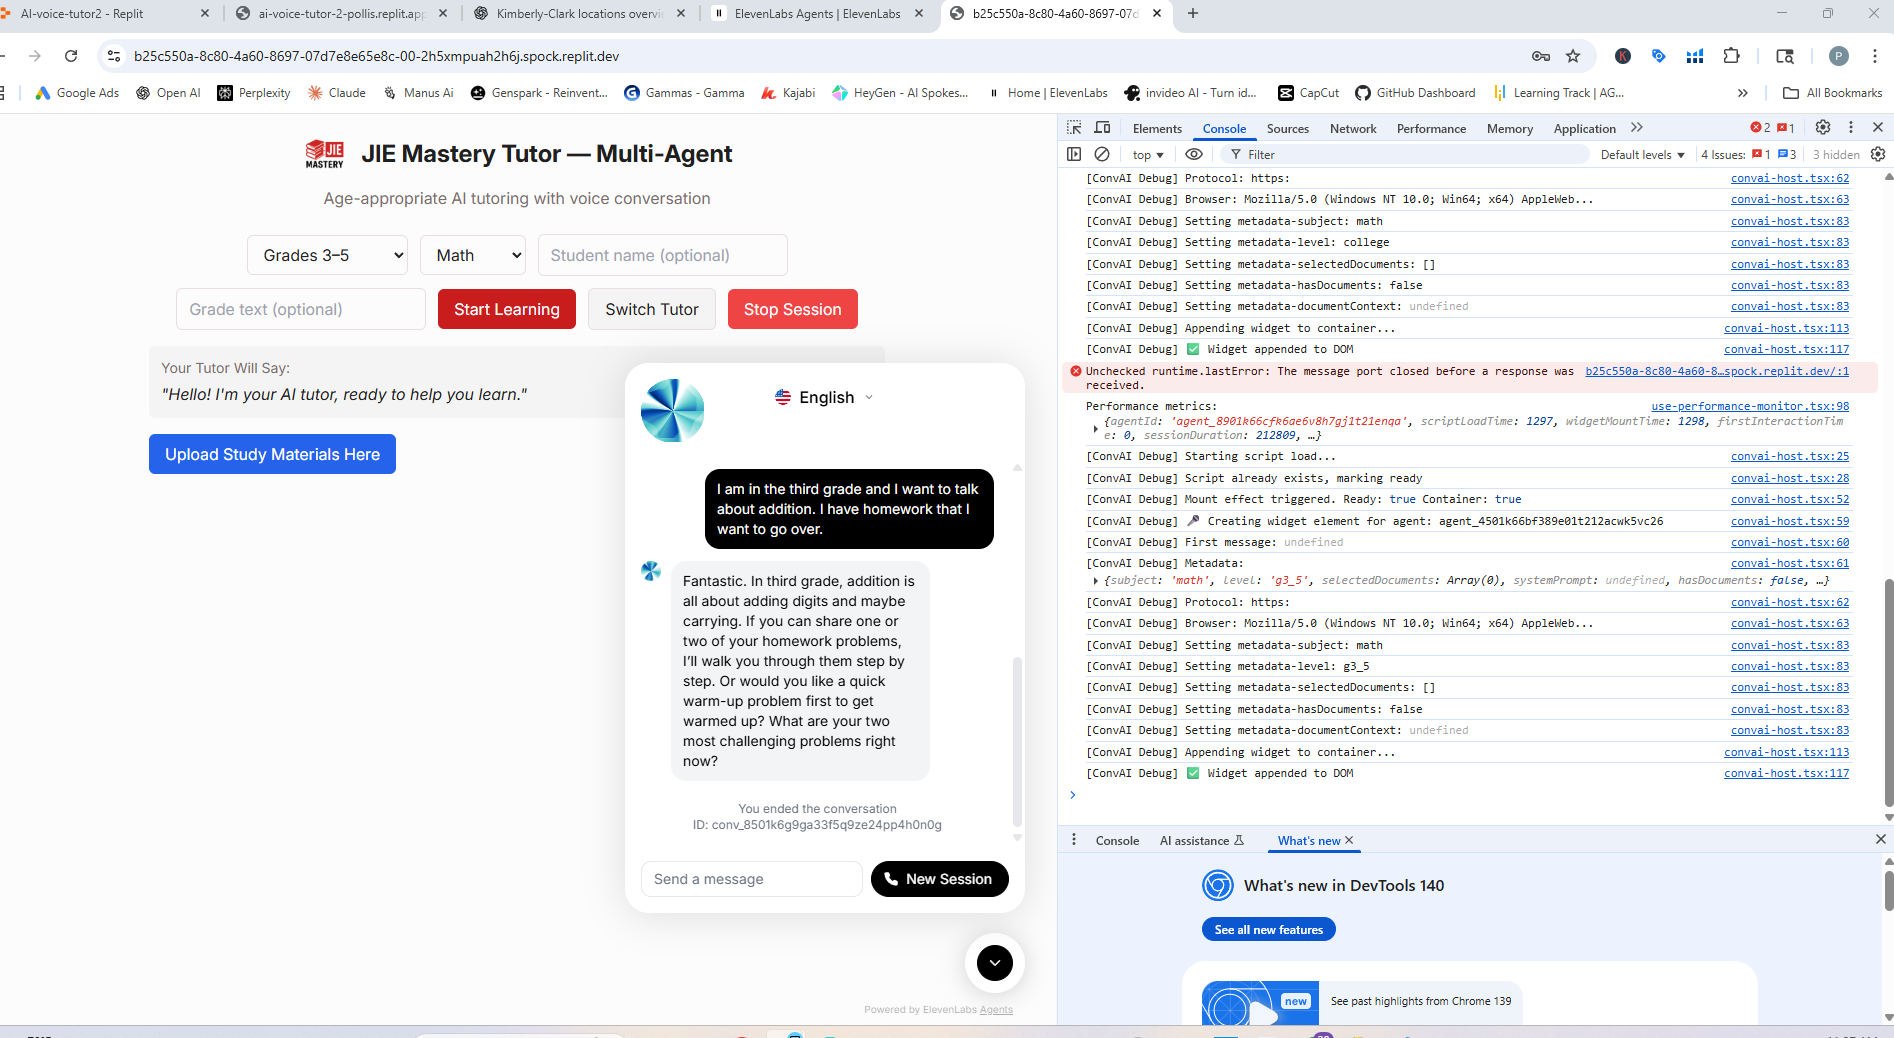 AI-voice-tutor2 - Replit
ai-voice-tutor-2-pollis.replit.app
Kimberly-Clark locations overvi
ElevenLabs Agents | ElevenLabs
b25c550a-8c80-4a60-8697-07d
b25c550a-8c80-4a60-8697-07d7e8e65e8c-00-2h5xmpuah2h6j.spock.replit.dev
K
P
Google Ads
Open AI
Perplexity
Claude
Manus Ai
Genspark - Reinvent...
Gammas - Gamma
Kajabi
HeyGen - AI Spokes...
Home | ElevenLabs
invideo AI - Turn id...
CapCut
GitHub Dashboard
Learning Track | AG...
All Bookmarks
JIE MASTERY
JIE Mastery Tutor — Multi-Agent
Age-appropriate AI tutoring with voice conversation
Grades 3–5
Math
Student name (optional)
Grade text (optional)
Start Learning
Switch Tutor
Stop Session
Your Tutor Will Say:
"Hello! I'm your AI tutor, ready to help you learn."
Upload Study Materials Here
English
I am in the third grade and I want to talk
about addition. I have homework that I
want to go over.
Fantastic. In third grade, addition is
all about adding digits and maybe
carrying. If you can share one or
two of your homework problems,
I'll walk you through them step by
step. Or would you like a quick
warm-up problem first to get
warmed up? What are your two
most challenging problems right
now?
You ended the conversation
ID: conv_8501k6g9ga33f5q9ze24pp4h0n0g
Send a message
New Session
Powered by ElevenLabs Agents
Elements
Console
Sources
Network
Performance
Memory
Application
2
1
top
Filter
Default levels
4 Issues:
1
3
3 hidden
[ConvAI Debug] Protocol: https: convai-host.tsx:62
[ConvAI Debug] Browser: Mozilla/5.0 (Windows NT 10.0; Win64; x64) AppleWeb... convai-host.tsx:63
[ConvAI Debug] Setting metadata-subject: math convai-host.tsx:83
[ConvAI Debug] Setting metadata-level: college convai-host.tsx:83
[ConvAI Debug] Setting metadata-selectedDocuments: [] convai-host.tsx:83
[ConvAI Debug] Setting metadata-hasDocuments: false convai-host.tsx:83
[ConvAI Debug] Setting metadata-documentContext: undefined convai-host.tsx:83
[ConvAI Debug] Appending widget to container... convai-host.tsx:113
[ConvAI Debug] ✅ Widget appended to DOM convai-host.tsx:117
Unchecked runtime.lastError: The message port closed before a response was b25c550a-8c80-4a60-8…spock.replit.dev/:1
received.
Performance metrics: use-performance-monitor.tsx:98
{agentId: 'agent_8901k66cfk6ae6v8h7gj1t21enqa', scriptLoadTime: 1297, widgetMountTime: 1298, firstInteractionTim
e: 0, sessionDuration: 212809, …}
[ConvAI Debug] Starting script load... convai-host.tsx:25
[ConvAI Debug] Script already exists, marking ready convai-host.tsx:28
[ConvAI Debug] Mount effect triggered. Ready: true Container: true convai-host.tsx:52
[ConvAI Debug] 🎤 Creating widget element for agent: agent_4501k66bf389e01t212acwk5vc26 convai-host.tsx:59
[ConvAI Debug] First message: undefined convai-host.tsx:60
[ConvAI Debug] Metadata: convai-host.tsx:61
{subject: 'math', level: 'g3_5', selectedDocuments: Array(0), systemPrompt: undefined, hasDocuments: false, …}
[ConvAI Debug] Protocol: https: convai-host.tsx:62
[ConvAI Debug] Browser: Mozilla/5.0 (Windows NT 10.0; Win64; x64) AppleWeb... convai-host.tsx:63
[ConvAI Debug] Setting metadata-subject: math convai-host.tsx:83
[ConvAI Debug] Setting metadata-level: g3_5 convai-host.tsx:83
[ConvAI Debug] Setting metadata-selectedDocuments: [] convai-host.tsx:83
[ConvAI Debug] Setting metadata-hasDocuments: false convai-host.tsx:83
[ConvAI Debug] Setting metadata-documentContext: undefined convai-host.tsx:83
[ConvAI Debug] Appending widget to container... convai-host.tsx:113
[ConvAI Debug] ✅ Widget appended to DOM convai-host.tsx:117
Console
AI assistance
What's new
What's new in DevTools 140
See all new features
new
See past highlights from Chrome 139